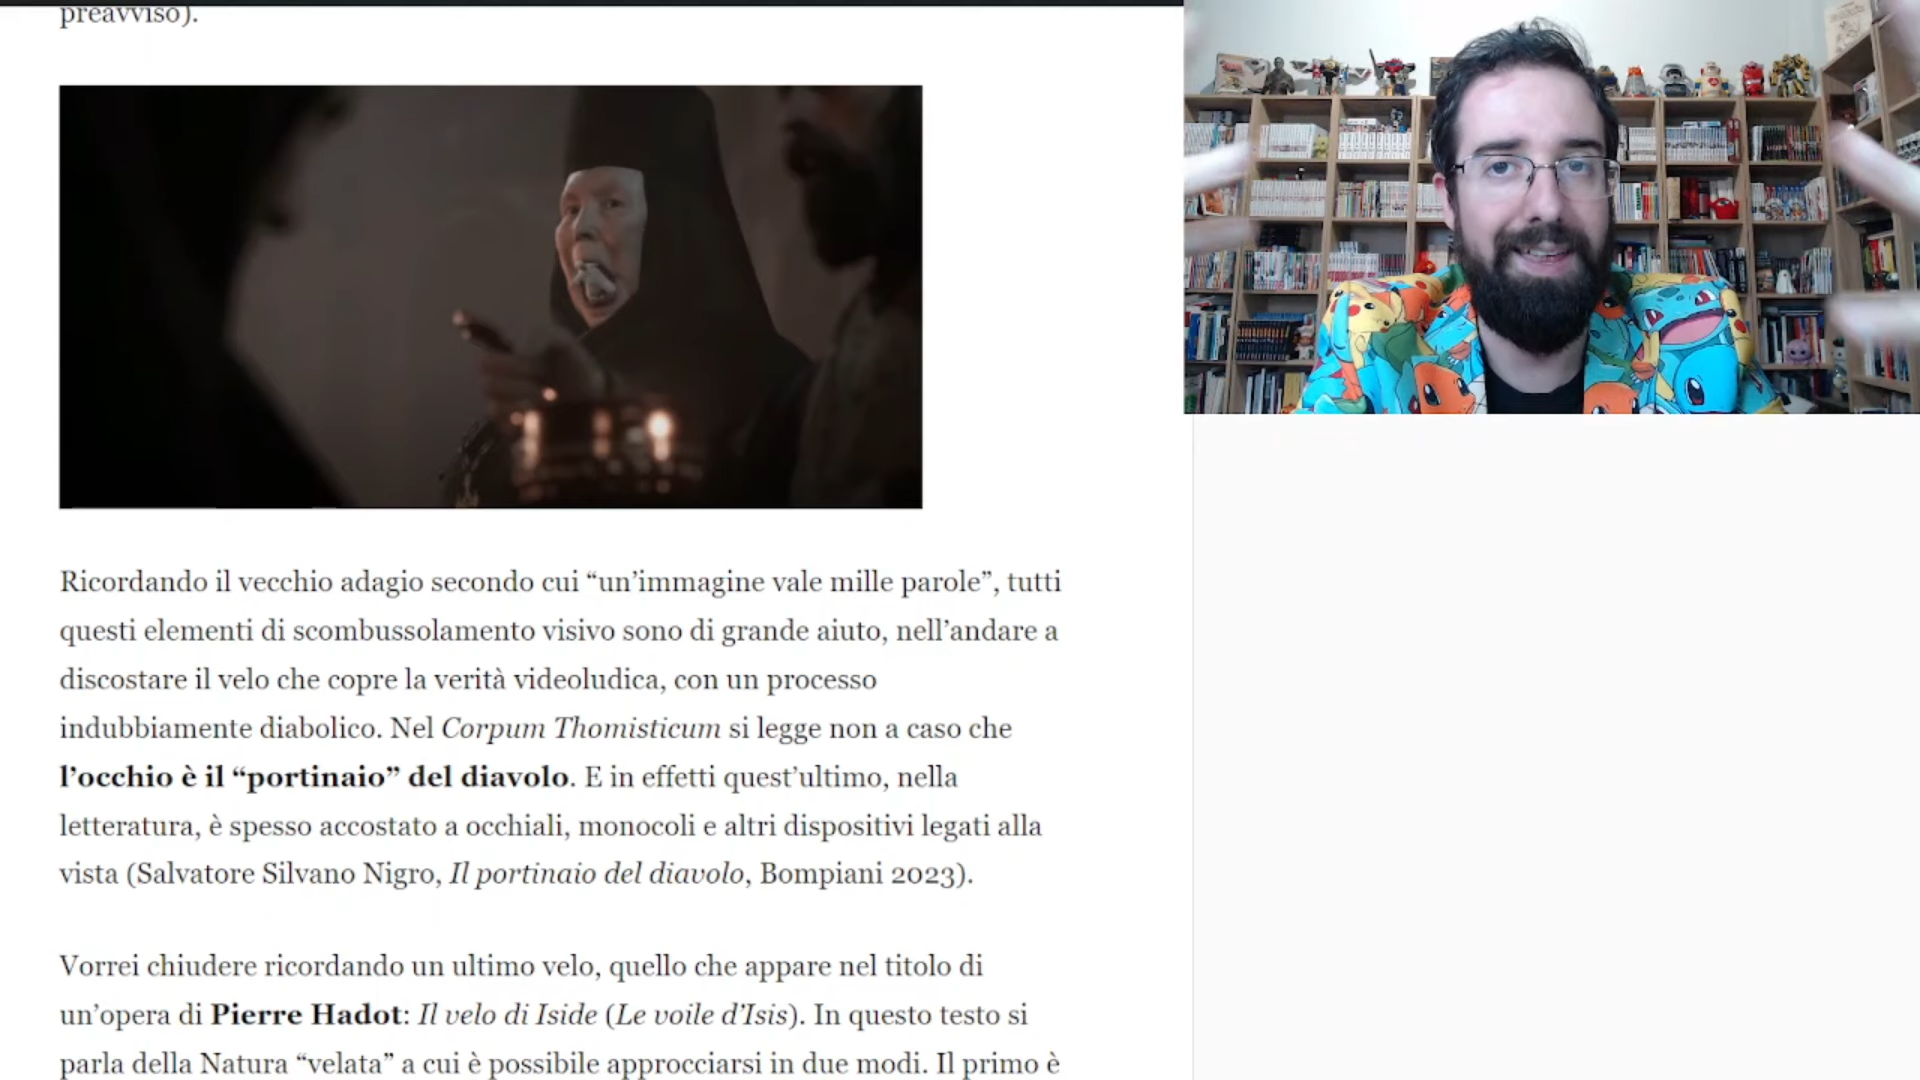 preavviso).
Ricordando il vecchio adagio secondo cui “un’immagine vale mille parole”, tutti
questi elementi di scombussolamento visivo sono di grande aiuto, nell’andare a
discostare il velo che copre la verità videoludica, con un processo
indubbiamente diabolico. Nel Corpum Thomisticum si legge non a caso che
l’occhio è il “portinaio” del diavolo. E in effetti quest’ultimo, nella
letteratura, è spesso accostato a occhiali, monocoli e altri dispositivi legati alla
vista (Salvatore Silvano Nigro, Il portinaio del diavolo, Bompiani 2023).
Vorrei chiudere ricordando un ultimo velo, quello che appare nel titolo di
un’opera di Pierre Hadot: Il velo di Iside (Le voile d’Isis). In questo testo si
parla della Natura “velata” a cui è possibile approcciarsi in due modi. Il primo è